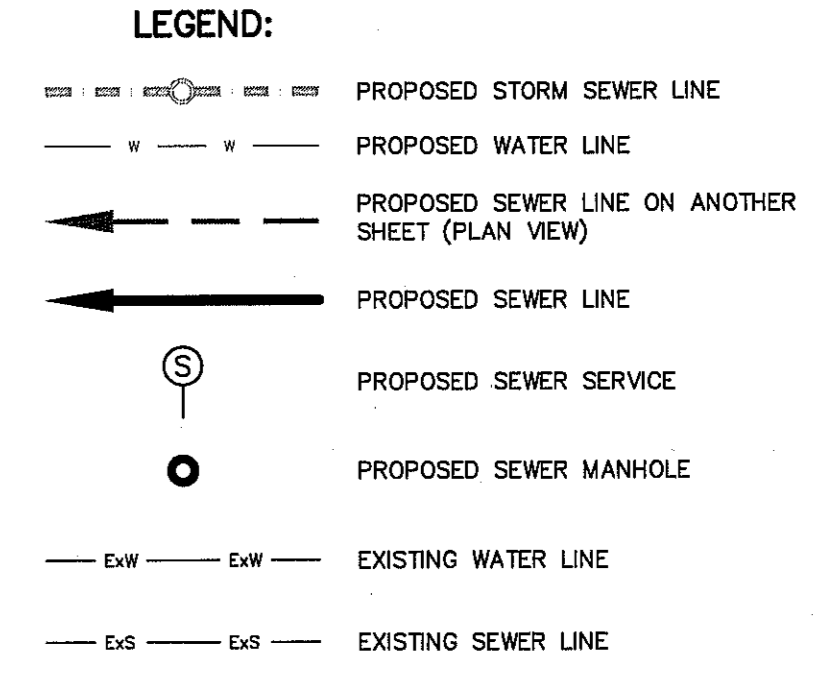 LEGEND:
PROPOSED STORM SEWER LINE
W W PROPOSED WATER LINE
PROPOSED SEWER LINE ON ANOTHER
SHEET (PLAN VIEW)
PROPOSED SEWER LINE
S PROPOSED SEWER SERVICE
PROPOSED SEWER MANHOLE
ExW ExW EXISTING WATER LINE
ExS ExS EXISTING SEWER LINE